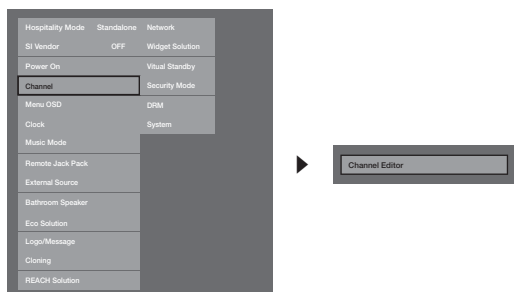 Hospitality Mode Standalone Network
SI Vendor OFF Widget Solution
Power On Vitual Standby
Channel Security Mode
Menu OSD DRM
Clock System
Music Mode
Remote Jack Pack
External Source
Bathroom Speaker
Eco Solution
Logo/Message
Cloning
REACH Solution
Channel Editor